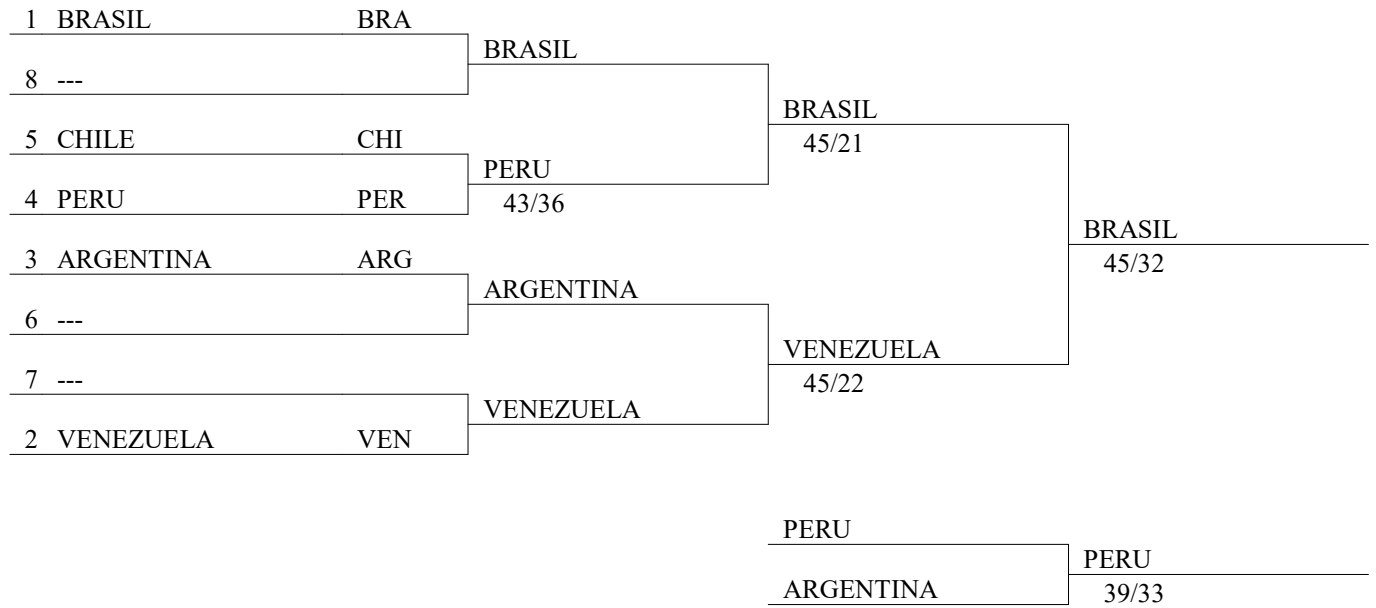 1 BRASIL BRA
BRASIL
8 ---
BRASIL
45/21
5 CHILE CHI
PERU
43/36
4 PERU PER
BRASIL
45/32
3 ARGENTINA ARG
ARGENTINA
6 ---
VENEZUELA
45/22
7 ---
VENEZUELA
2 VENEZUELA VEN
PERU
PERU
39/33
ARGENTINA